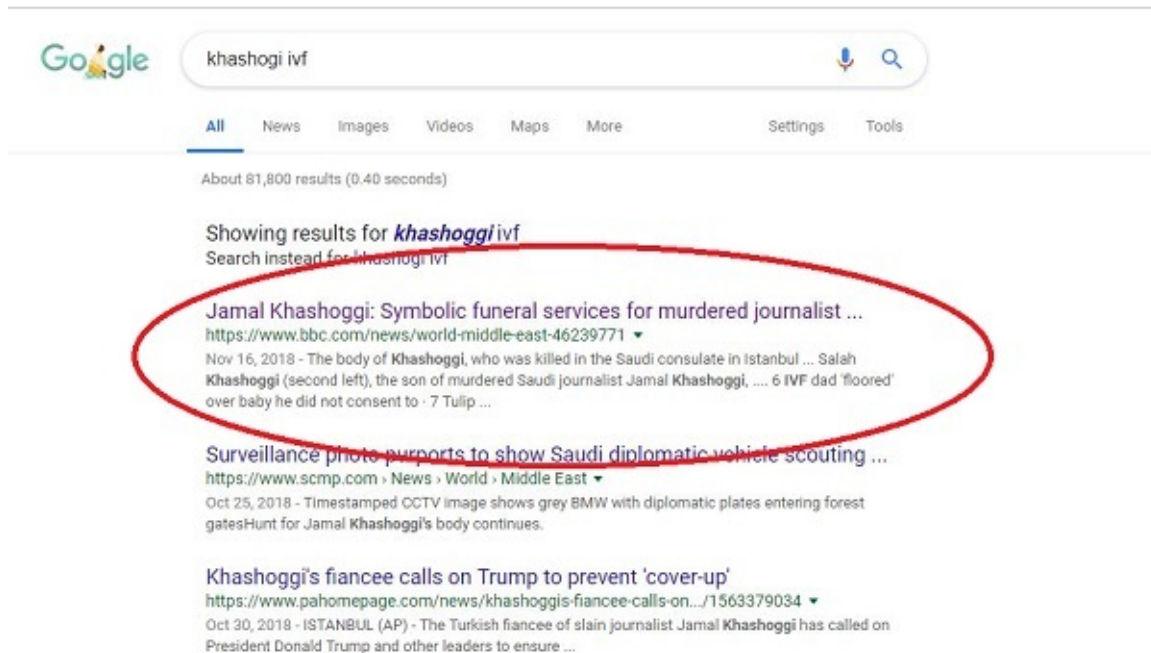 Google
khashogi ivf
All News Images Videos Maps More Settings Tools
About 81,800 results (0.40 seconds)
Showing results for khashoggi ivf
Search instead for khashogi ivf
Jamal Khashoggi: Symbolic funeral services for murdered journalist ...
https://www.bbc.com/news/world-middle-east-46239771
Nov 16, 2018 - The body of Khashoggi, who was killed in the Saudi consulate in Istanbul ... Salah
Khashoggi (second left), the son of murdered Saudi journalist Jamal Khashoggi, .... 6 IVF dad 'floored'
over baby he did not consent to · 7 Tulip ...
Surveillance photo purports to show Saudi diplomatic vehicle scouting ...
https://www.scmp.com › News › World › Middle East
Oct 25, 2018 - Timestamped CCTV image shows grey BMW with diplomatic plates entering forest
gatesHunt for Jamal Khashoggi's body continues.
Khashoggi's fiancee calls on Trump to prevent 'cover-up'
https://www.pahomepage.com/news/khashoggis-fiancee-calls-on.../1563379034
Oct 30, 2018 - ISTANBUL (AP) - The Turkish fiancee of slain journalist Jamal Khashoggi has called on
President Donald Trump and other leaders to ensure ...